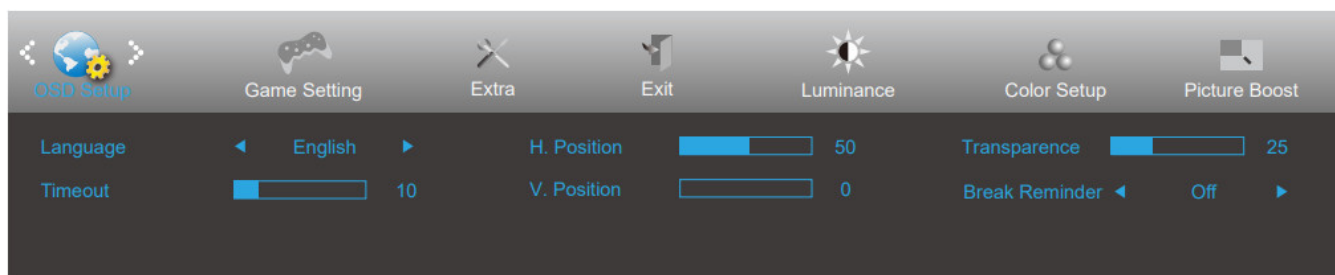 OSD Setup Game Setting Extra Exit Luminance Color Setup Picture Boost
Language English H. Position 50 Transparence 25
Timeout 10 V. Position 0 Break Reminder Off